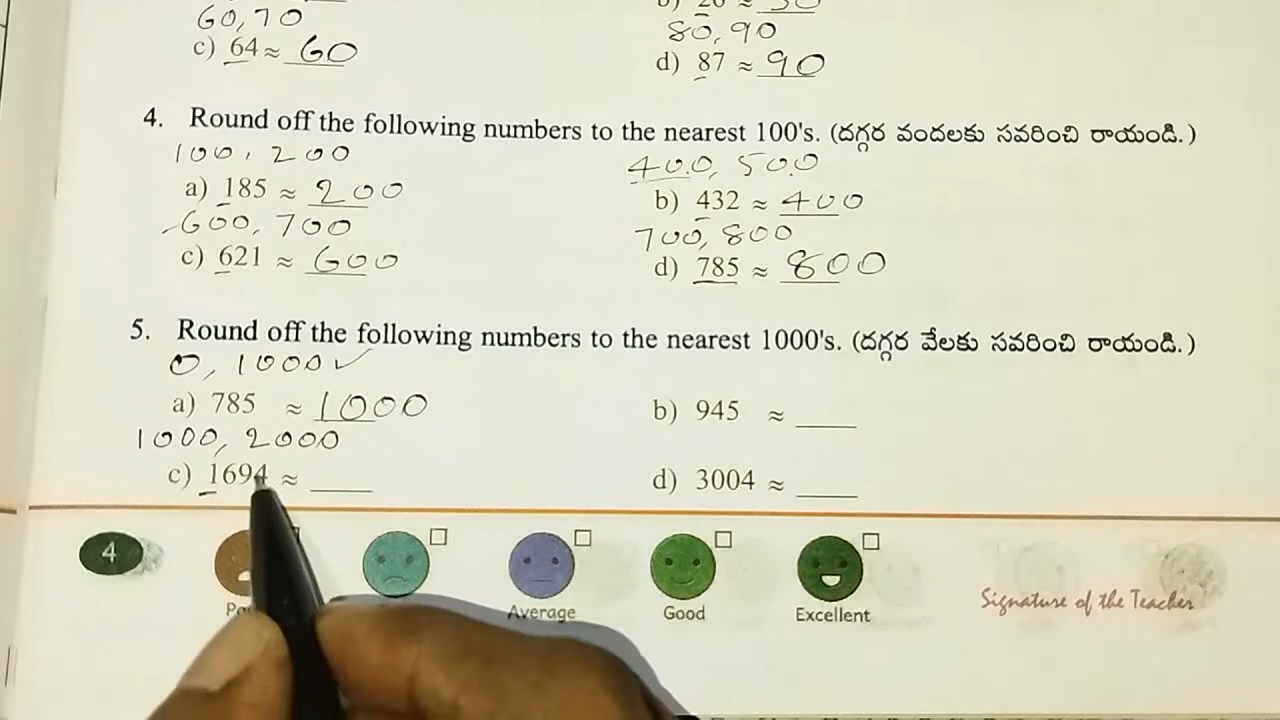 60,70
c) 64 ≈ 60
80,90
d) 87 ≈ 90
4. Round off the following numbers to the nearest 100's. (దగ్గర వందలకు సవరించి రాయండి.)
100, 200
a) 185 ≈ 200
400, 500
b) 432 ≈ 400
600, 700
c) 621 ≈ 600
700, 800
d) 785 ≈ 800
5. Round off the following numbers to the nearest 1000's. (దగ్గర వేలకు సవరించి రాయండి.)
0, 1000 ✓
a) 785 ≈ 1000
b) 945 ≈ ____
1000, 2000
c) 1694 ≈ ____
d) 3004 ≈ ____
4
Average
Good
Excellent
Signature of the Teacher